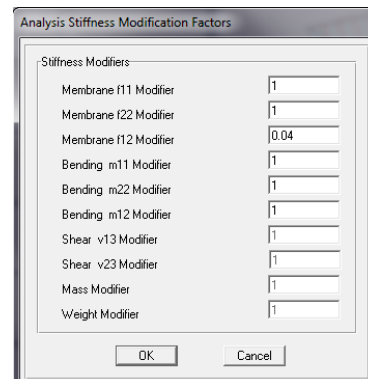 Analysis Stiffness Modification Factors
Stiffness Modifiers
Membrane f11 Modifier 1
Membrane f22 Modifier 1
Membrane f12 Modifier 0.04
Bending m11 Modifier 1
Bending m22 Modifier 1
Bending m12 Modifier 1
Shear v13 Modifier 1
Shear v23 Modifier 1
Mass Modifier 1
Weight Modifier 1
OK Cancel